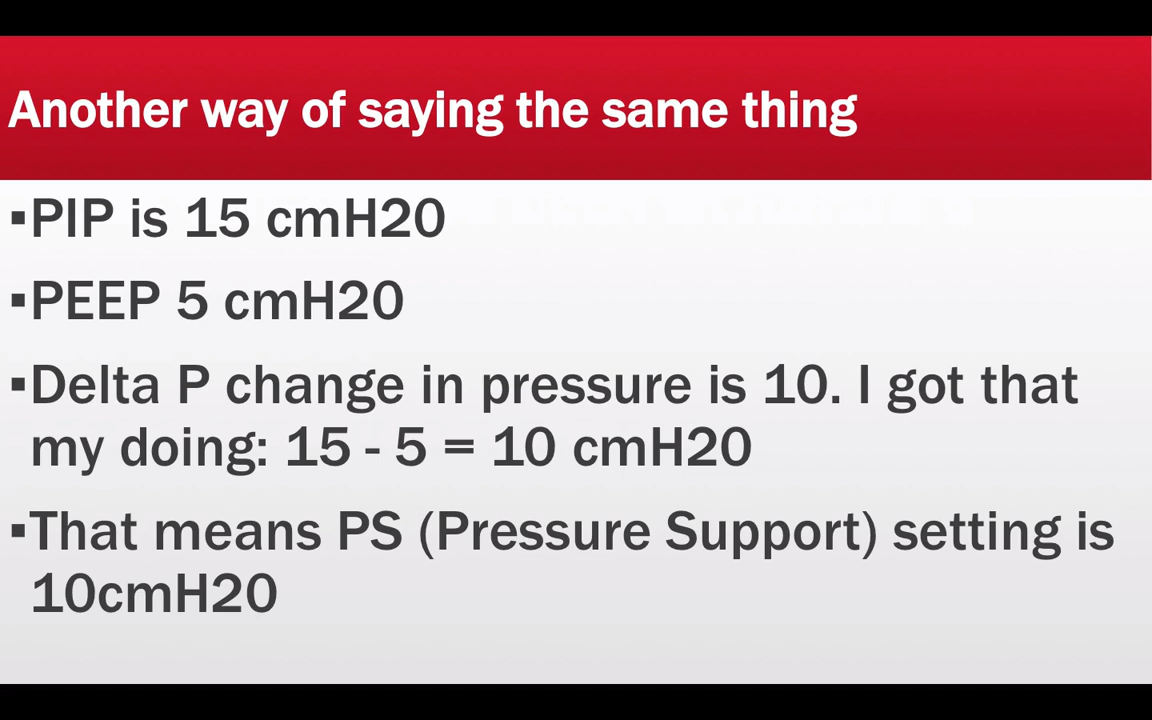 Another way of saying the same thing
▪PIP is 15 cmH20
▪PEEP 5 cmH20
▪Delta P change in pressure is 10. I got that
my doing: 15 - 5 = 10 cmH20
▪That means PS (Pressure Support) setting is
10cmH20